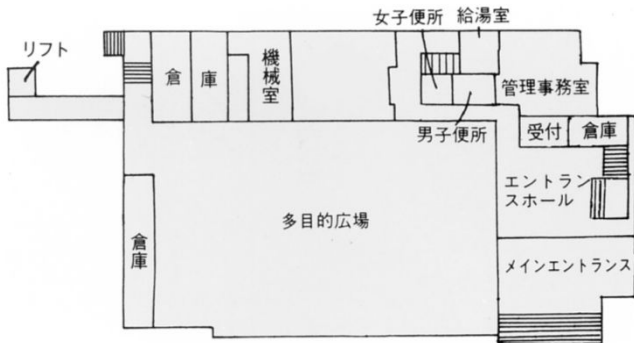 女子便所
給湯室
リフト
倉
庫
機械室
管理事務室
男子便所
受付
倉庫
エントラン
スホール
多目的広場
倉庫
メインエントランス